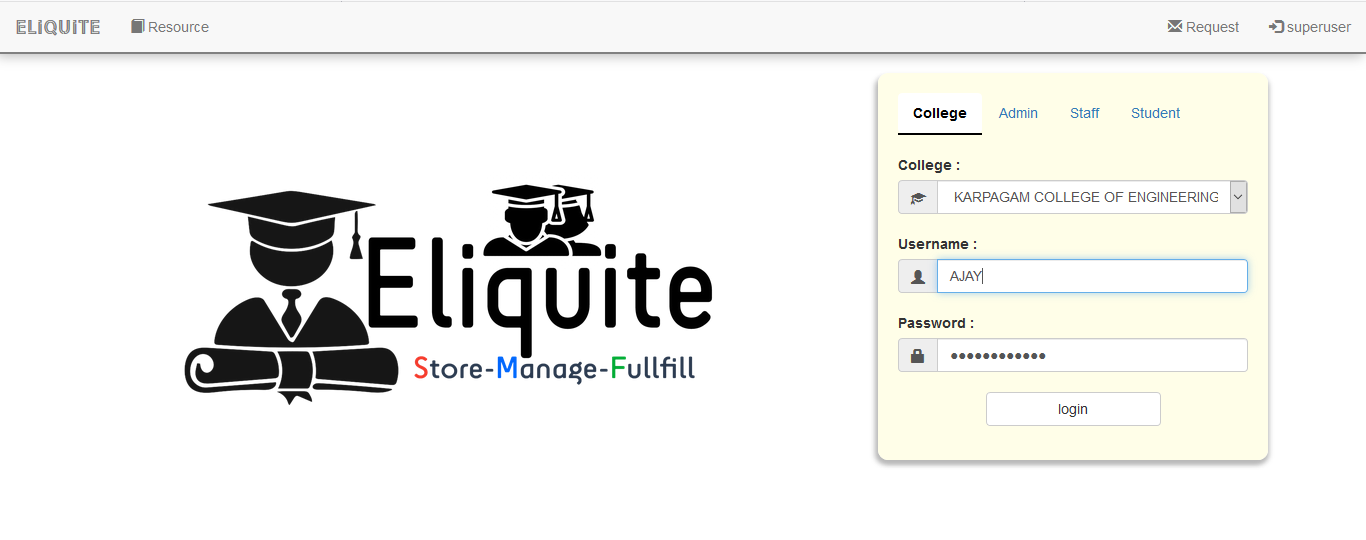 ELiQUiTE Resource Request superuser
College Admin Staff Student
College :
KARPAGAM COLLEGE OF ENGINEERING
Username :
AJAY
Password :
●●●●●●●●●●●●
login
Eliquite
Store-Manage-Fullfill